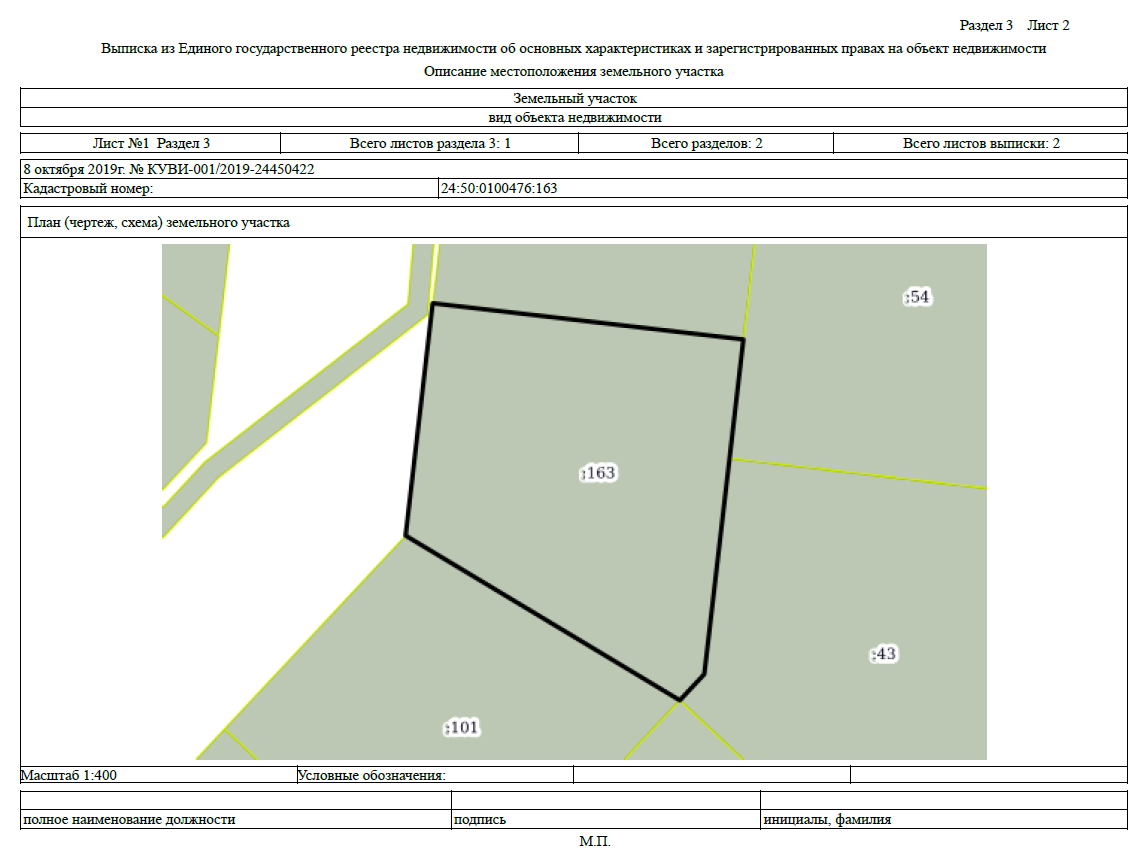 Раздел 3 Лист 2
Выписка из Единого государственного реестра недвижимости об основных характеристиках и зарегистрированных правах на объект недвижимости
Описание местоположения земельного участка
Земельный участок
вид объекта недвижимости
Лист №1 Раздел 3 Всего листов раздела 3: 1 Всего разделов: 2 Всего листов выписки: 2
8 октября 2019г. № КУВИ-001/2019-24450422
Кадастровый номер: 24:50:0100476:163
План (чертеж, схема) земельного участка
:54
:163
:43
:101
Масштаб 1:400 Условные обозначения:
полное наименование должности подпись инициалы, фамилия
М.П.